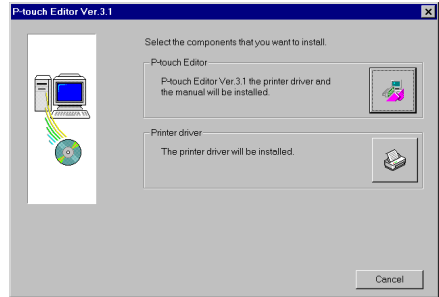 P-touch Editor Ver.3.1
Select the components that you want to install.
P-touch Editor
P-touch Editor Ver.3.1 the printer driver and
the manual will be installed.
Printer driver
The printer driver will be installed.
Cancel